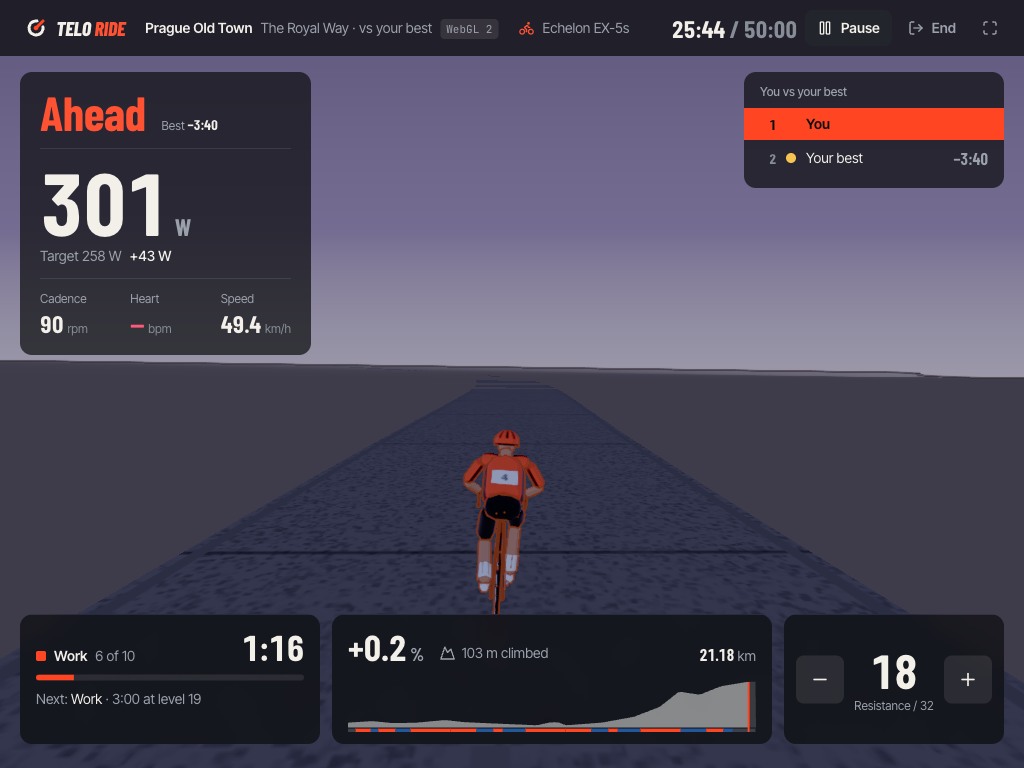 TELO RIDE
Prague Old Town The Royal Way · vs your best WebGL 2
Echelon EX-5s
25:44 / 50:00
Pause
End
Ahead Best −3:40
301 W
Target 258 W +43 W
Cadence Heart Speed
90 rpm — bpm 49.4 km/h
You vs your best
1 You
2 Your best −3:40
4
Work 6 of 10 1:16
Next: Work · 3:00 at level 19
+0.2 % 103 m climbed 21.18 km
− 18 +
Resistance / 32